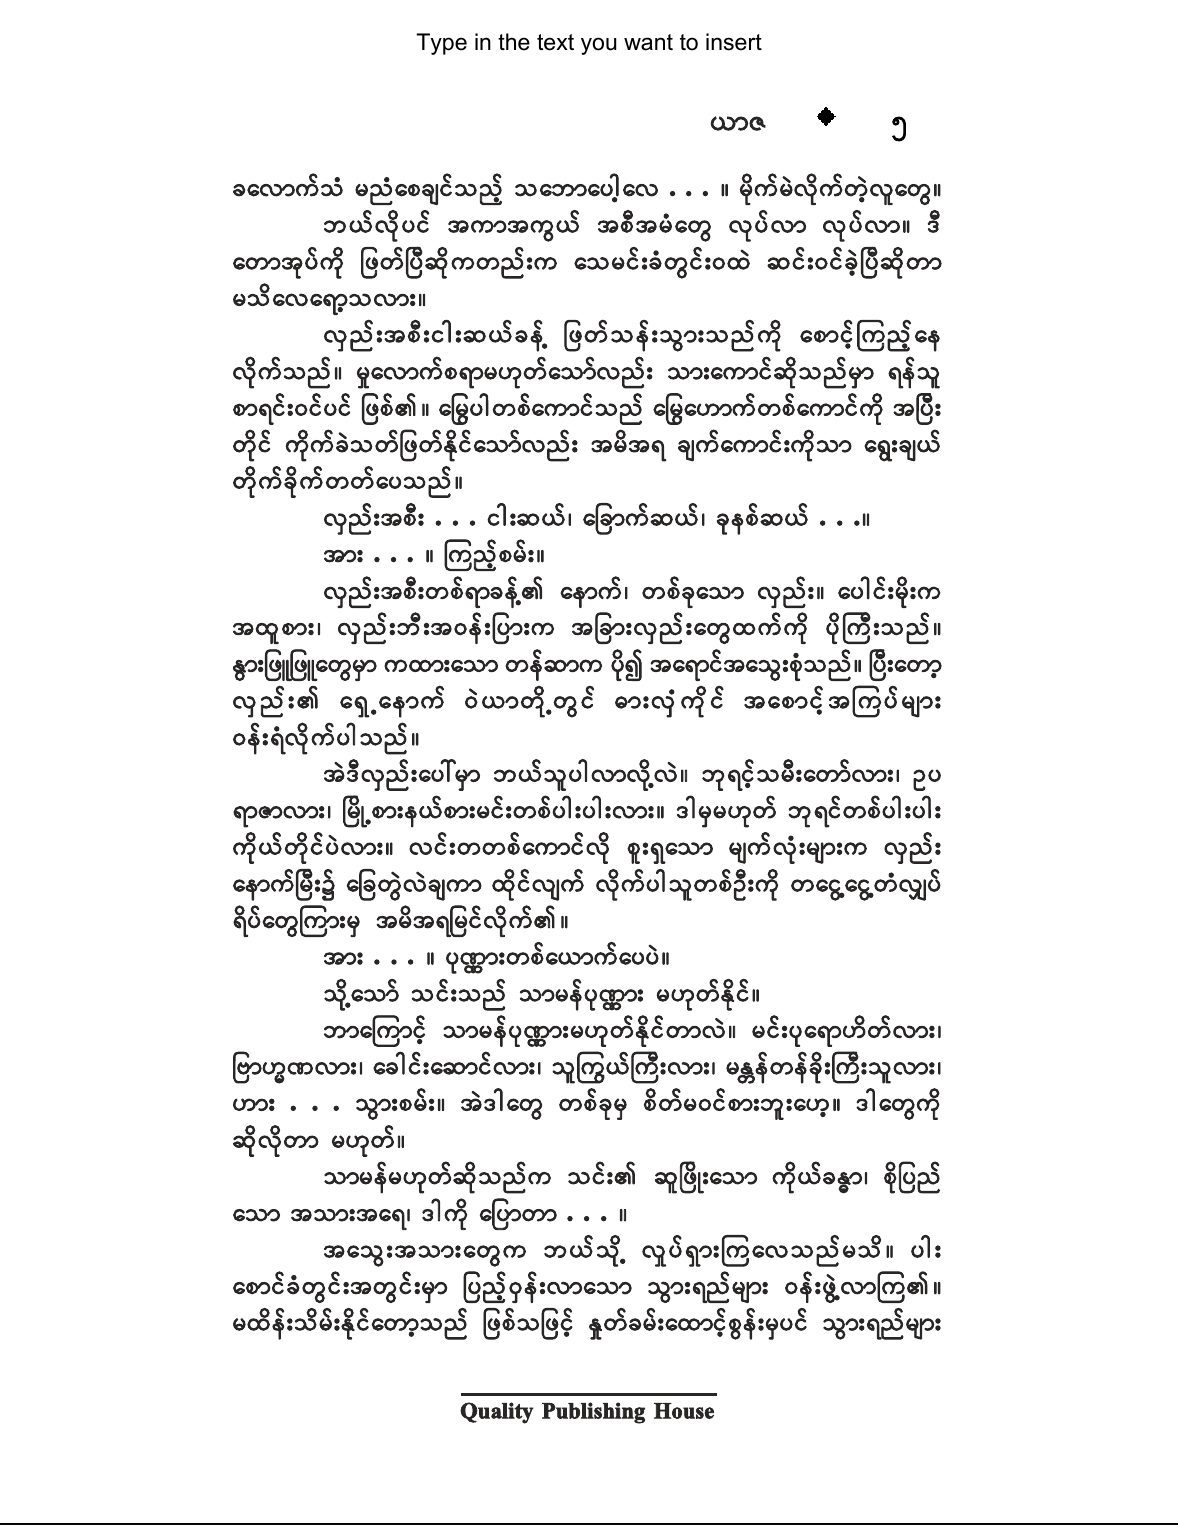 Type in the text you want to insert
ယာဇ ◆ ၅
ခလောက်သံ မညံစေချင်သည့် သဘောပေါ့လေ . . . ။ မိုက်မဲလိုက်တဲ့လူတွေ။
ဘယ်လိုပင် အကာအကွယ် အစီအမံတွေ လုပ်လာ လုပ်လာ။ ဒီ
တောအုပ်ကို ဖြတ်ပြီဆိုကတည်းက သေမင်းခံတွင်းဝထဲ ဆင်းဝင်ခဲ့ပြီဆိုတာ
မသိလေရော့သလား။
လှည်းအစီးငါးဆယ်ခန့် ဖြတ်သန်းသွားသည်ကို စောင့်ကြည့်နေ
လိုက်သည်။ မှုလောက်စရာမဟုတ်သော်လည်း သားကောင်ဆိုသည်မှာ ရန်သူ
စာရင်းဝင်ပင် ဖြစ်၏။ မြွေပါတစ်ကောင်သည် မြွေဟောက်တစ်ကောင်ကို အပြီး
တိုင် ကိုက်ခဲသတ်ဖြတ်နိုင်သော်လည်း အမိအရ ချက်ကောင်းကိုသာ ရွေးချယ်
တိုက်ခိုက်တတ်ပေသည်။
လှည်းအစီး . . . ငါးဆယ်၊ ခြောက်ဆယ်၊ ခုနစ်ဆယ် . . .။
အား . . . ။ ကြည့်စမ်း။
လှည်းအစီးတစ်ရာခန့်၏ နောက်၊ တစ်ခုသော လှည်း။ ပေါင်းမိုးက
အထူစား၊ လှည်းဘီးအဝန်းပြားက အခြားလှည်းတွေထက်ကို ပိုကြီးသည်။
နွားဖြူဖြူတွေမှာ ကထားသော တန်ဆာက ပို၍ အရောင်အသွေးစုံသည်။ ပြီးတော့
လှည်း၏ ရှေ့နောက် ဝဲယာတို့တွင် ဓားလှံကိုင် အစောင့်အကြပ်များ
ဝန်းရံလိုက်ပါသည်။
အဲဒီလှည်းပေါ်မှာ ဘယ်သူပါလာလို့လဲ။ ဘုရင့်သမီးတော်လား၊ ဥပ
ရာဇာလား၊ မြို့စားနယ်စားမင်းတစ်ပါးပါးလား။ ဒါမှမဟုတ် ဘုရင်တစ်ပါးပါး
ကိုယ်တိုင်ပဲလား။ လင်းတတစ်ကောင်လို စူးရှသော မျက်လုံးများက လှည်း
နောက်မြီး၌ ခြေတွဲလဲချကာ ထိုင်လျက် လိုက်ပါသူတစ်ဦးကို တငွေ့ငွေ့တံလျှပ်
ရိပ်တွေကြားမှ အမိအရမြင်လိုက်၏။
အား . . . ။ ပုဏ္ဏားတစ်ယောက်ပေပဲ။
သို့သော် သင်းသည် သာမန်ပုဏ္ဏား မဟုတ်နိုင်။
ဘာကြောင့် သာမန်ပုဏ္ဏားမဟုတ်နိုင်တာလဲ။ မင်းပုရောဟိတ်လား၊
ဗြာဟ္မဏလား၊ ခေါင်းဆောင်လား၊ သူကြွယ်ကြီးလား၊ မန္တန်တန်ခိုးကြီးသူလား၊
ဟား . . . သွားစမ်း။ အဲဒါတွေ တစ်ခုမှ စိတ်မဝင်စားဘူးဟေ့။ ဒါတွေကို
ဆိုလိုတာ မဟုတ်။
သာမန်မဟုတ်ဆိုသည်က သင်း၏ ဆူဖြိုးသော ကိုယ်ခန္ဓာ၊ စိုပြည်
သော အသားအရေ၊ ဒါကို ပြောတာ . . . ။
အသွေးအသားတွေက ဘယ်သို့ လှုပ်ရှားကြလေသည်မသိ။ ပါး
စောင်ခံတွင်းအတွင်းမှာ ပြည့်ဝှန်းလာသော သွားရည်များ ဝန်းဖွဲ့လာကြ၏။
မထိန်းသိမ်းနိုင်တော့သည် ဖြစ်သဖြင့် နှုတ်ခမ်းထောင့်စွန်းမှပင် သွားရည်များ
Quality Publishing House